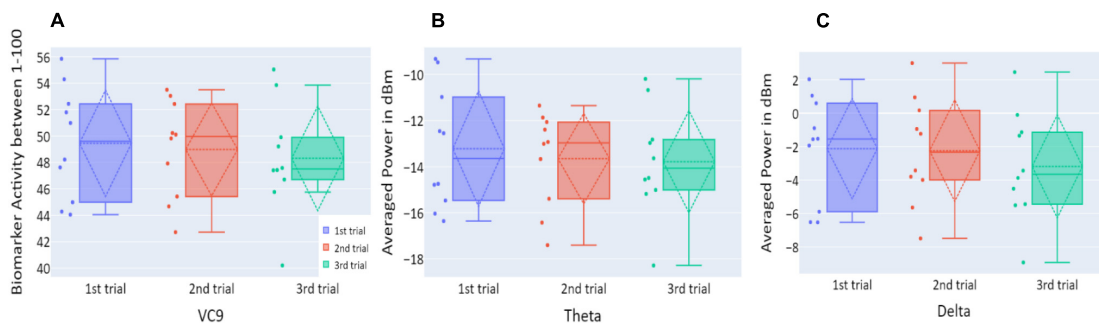 A
Biomarker Activity between 1-100
56
54
52
50
48
46
44
42
40
1st trial
2nd trial
3rd trial
1st trial 2nd trial 3rd trial
VC9
B
Averaged Power in dBm
−10
−12
−14
−16
−18
1st trial 2nd trial 3rd trial
Theta
C
Averaged Power in dBm
2
0
−2
−4
−6
−8
1st trial 2nd trial 3rd trial
Delta